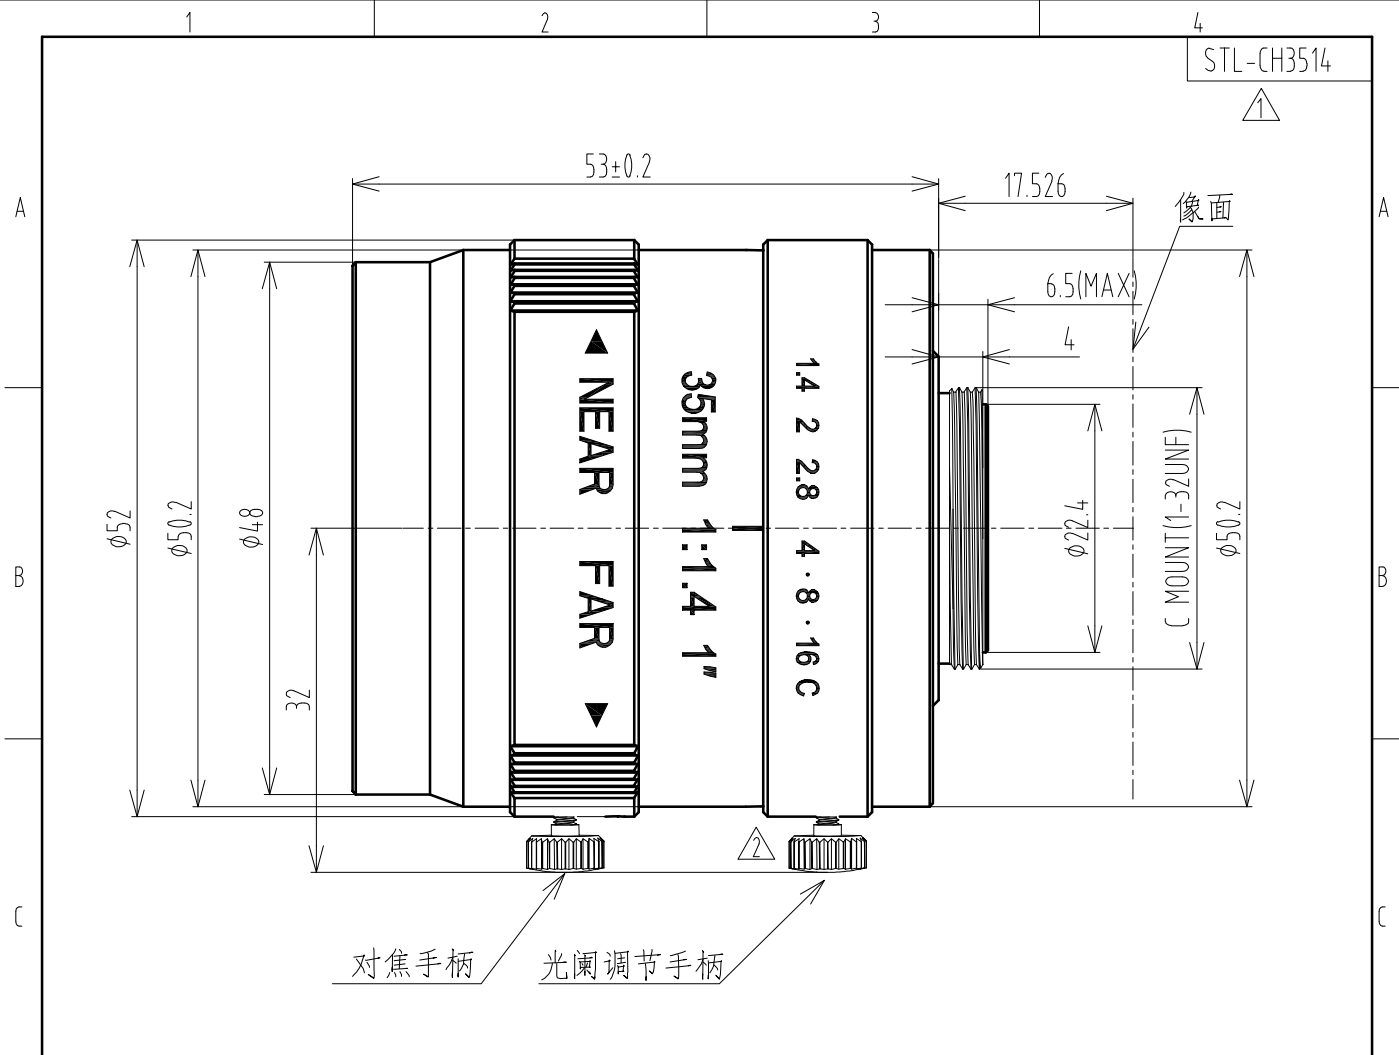 1 2 3 4
STL-CH3514
1
53±0.2
17.526
像面
A A
6.5(MAX)
4
NEAR FAR
35mm 1:1.4 1"
1.4 2 2.8 4 · 8 · 16 C
φ52
φ50.2
φ48
32
φ22.4
C MOUNT(1-32UNF)
φ50.2
B B
2
C C
对焦手柄
光阑调节手柄